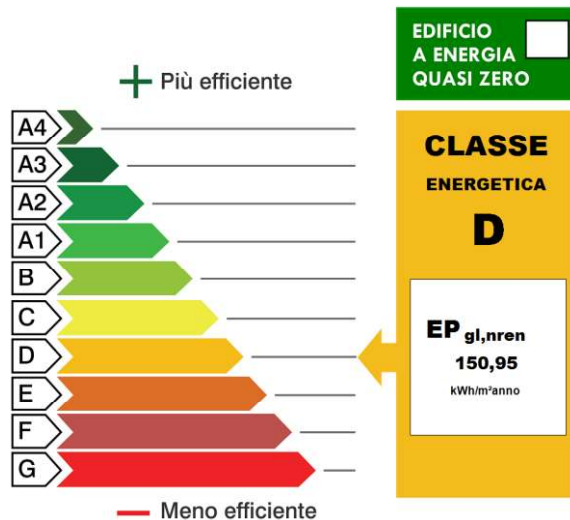 EDIFICIO
A ENERGIA
QUASI ZERO
Più efficiente
A4
A3
A2
A1
B
C
D
E
F
G
Meno efficiente
CLASSE
ENERGETICA
D
EP gl,nren
150,95
kWh/m²anno